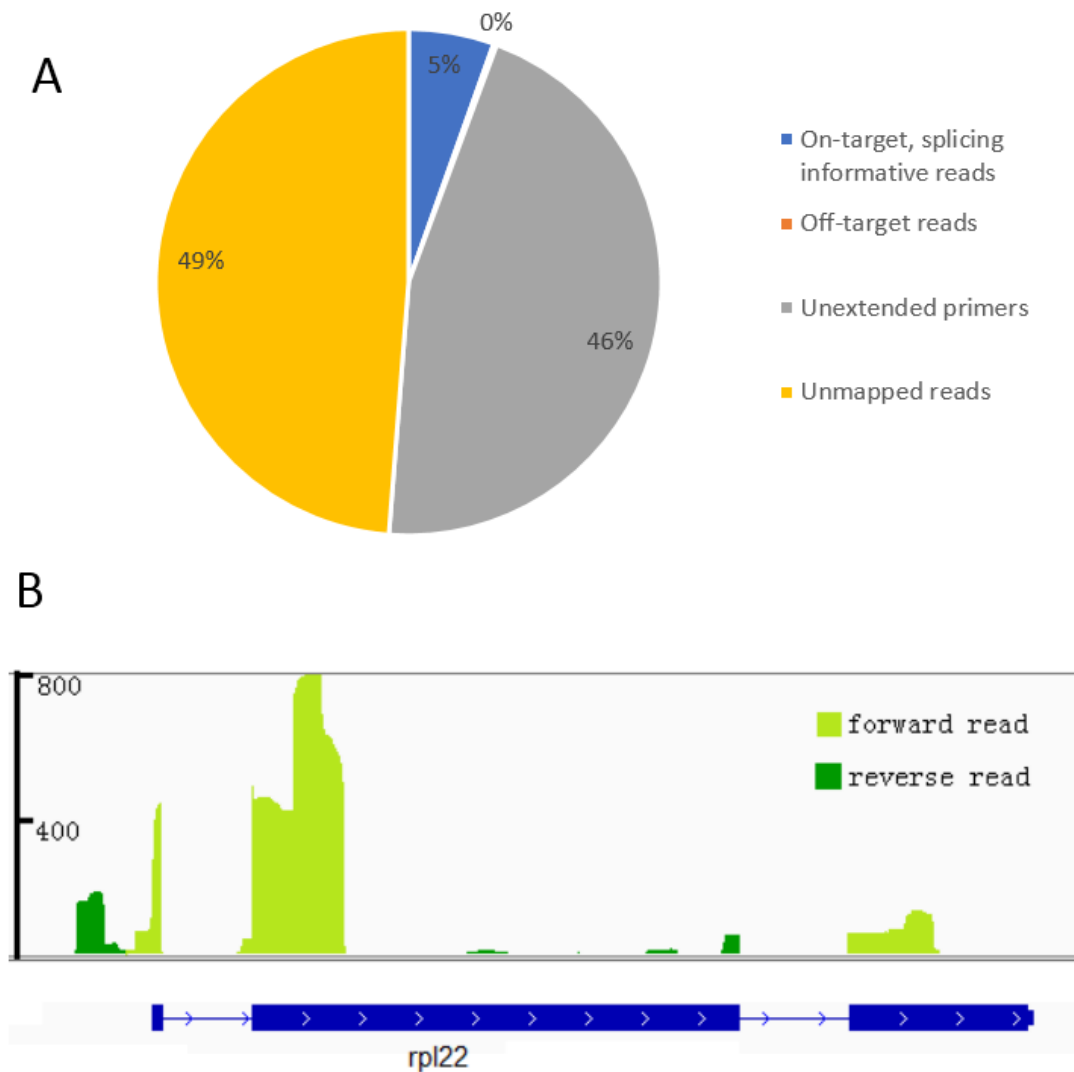 A
0%
5%
49%
46%
On-target, splicing
informative reads
Off-target reads
Unextended primers
Unmapped reads
B
800
400
forward read
reverse read
rpl22